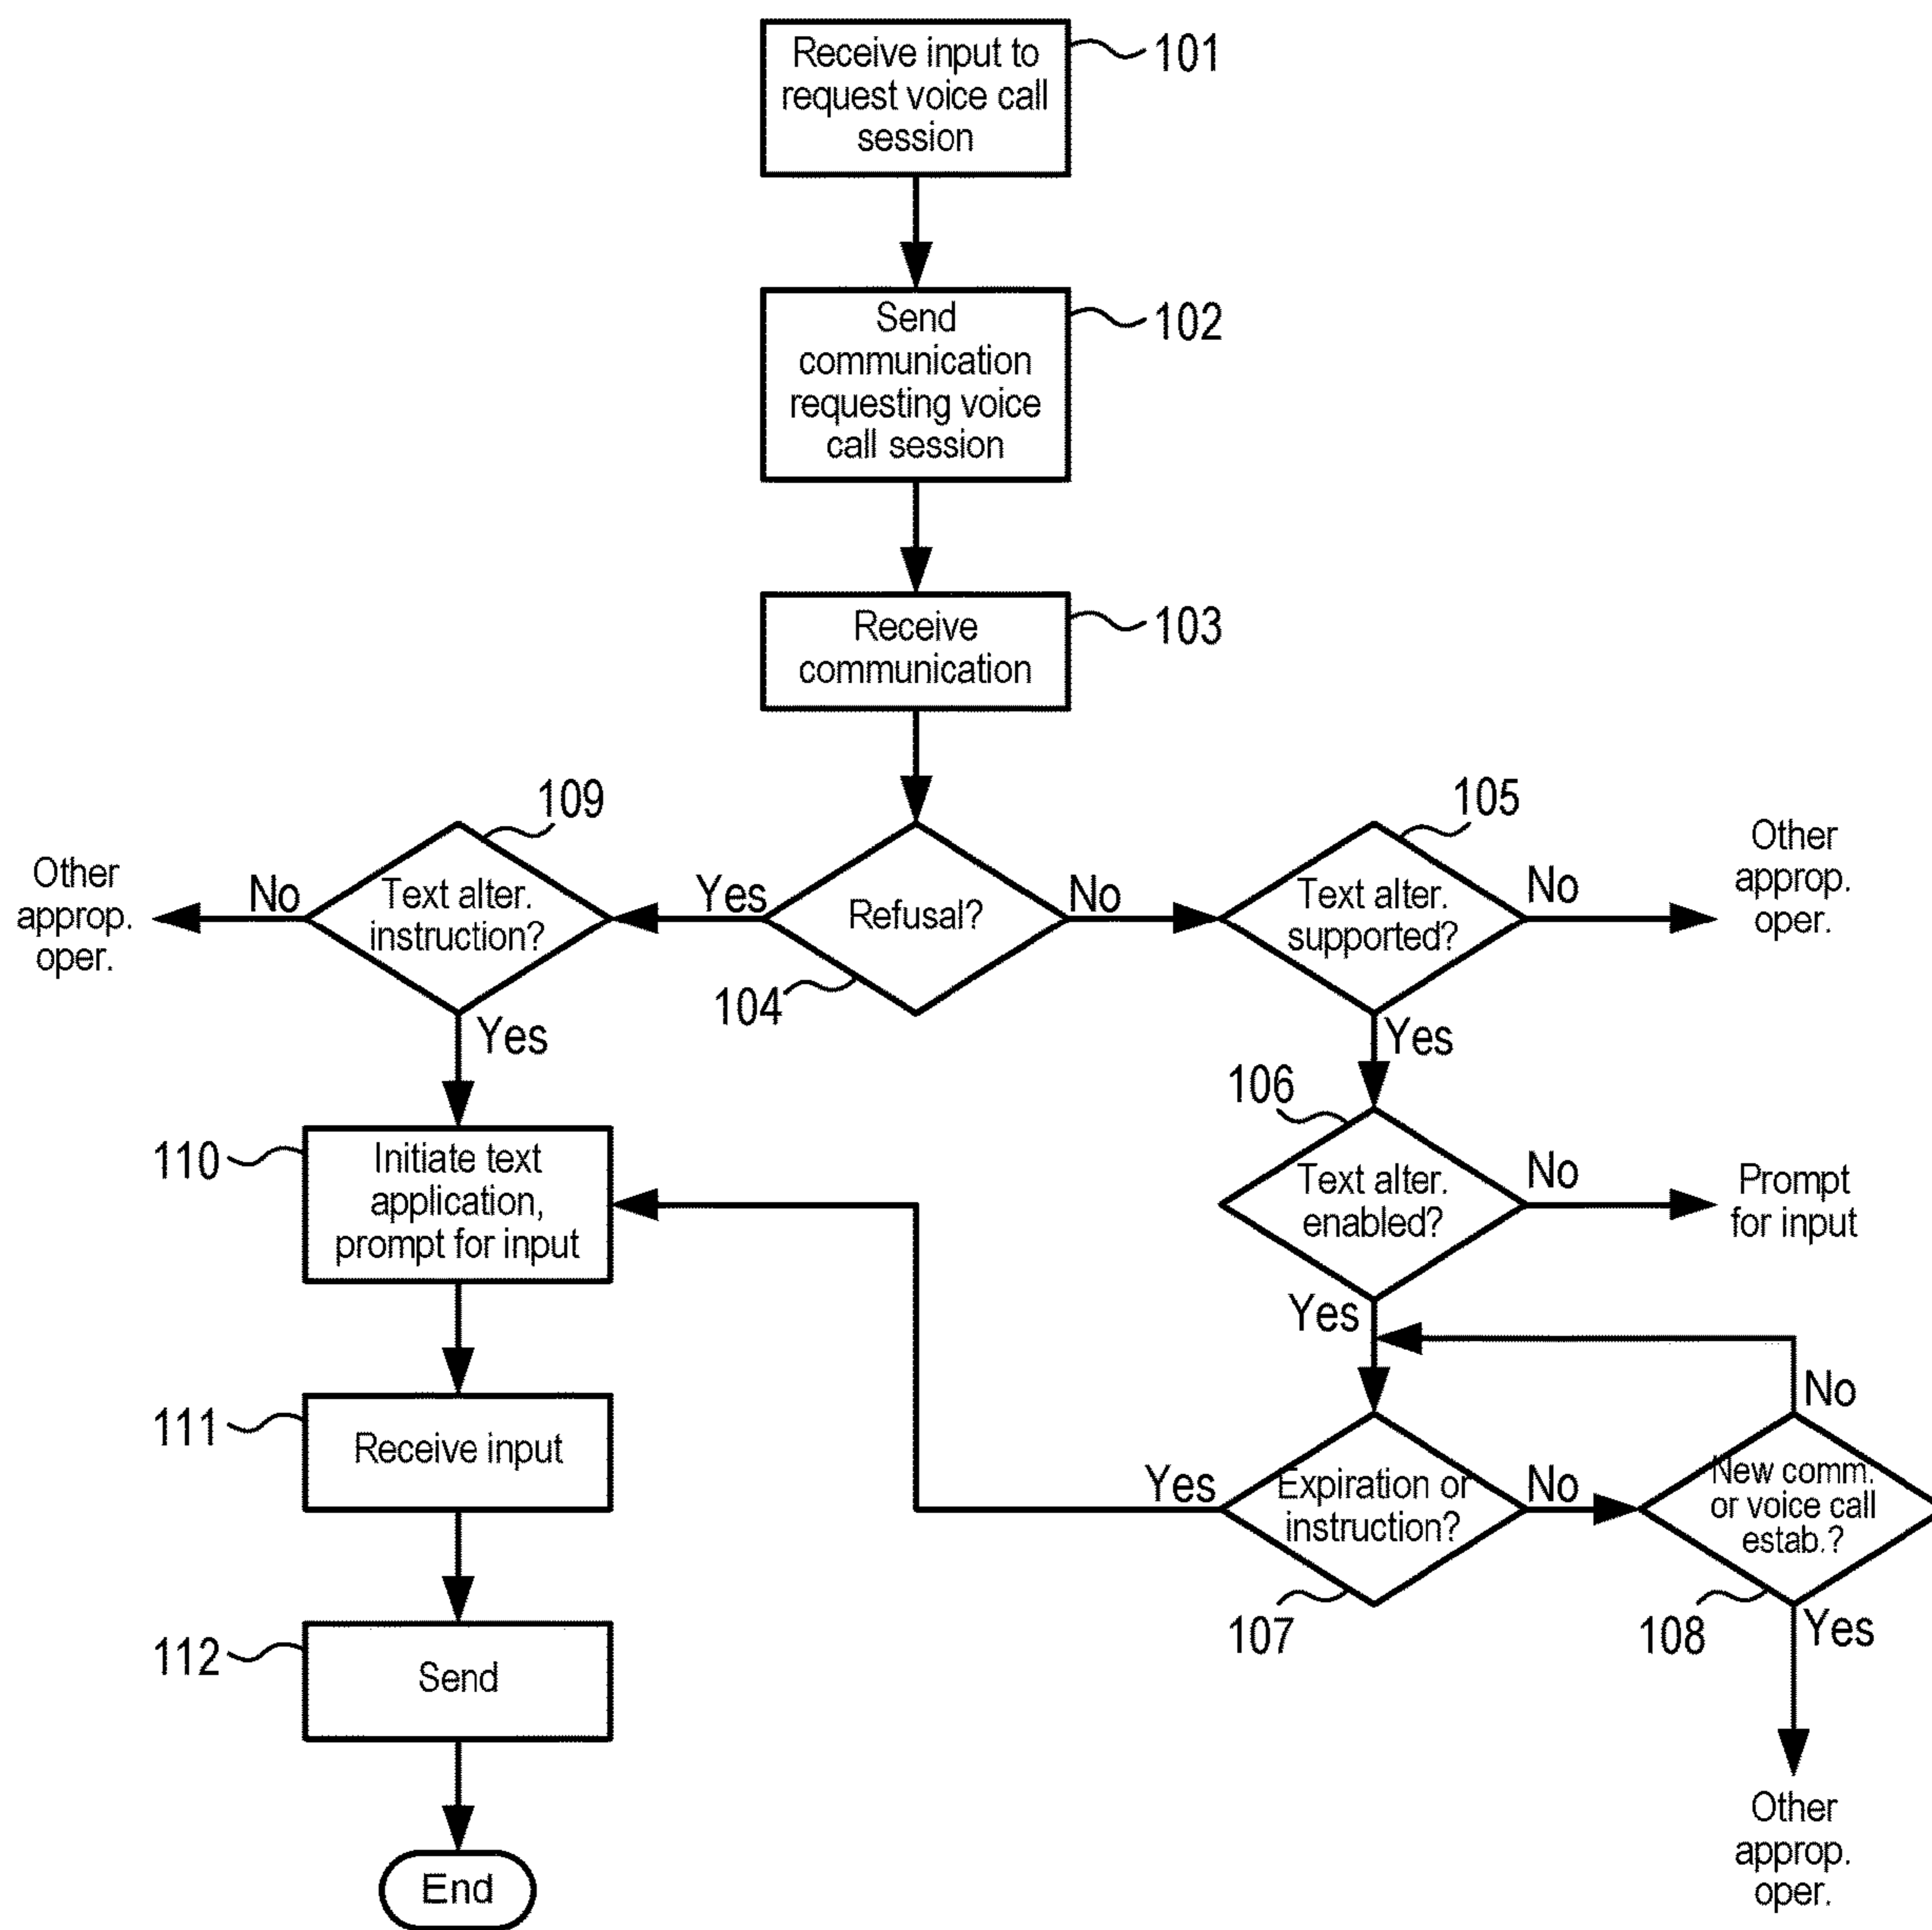 Receive input to
request voice call
session
101
Send
communication
requesting voice
call session
102
Receive
communication
103
109
105
Other
approp.
oper.
No
Text alter.
instruction?
Yes
Refusal?
No
Text alter.
supported?
No
Other
approp.
oper.
104
Yes
Yes
106
110
Initiate text
application,
prompt for input
Text alter.
enabled?
No
Prompt
for input
Yes
No
111
Receive input
Yes
Expiration or
instruction?
No
New comm.
or voice call
estab.?
107
108
Yes
112
Send
Other
approp.
oper.
End